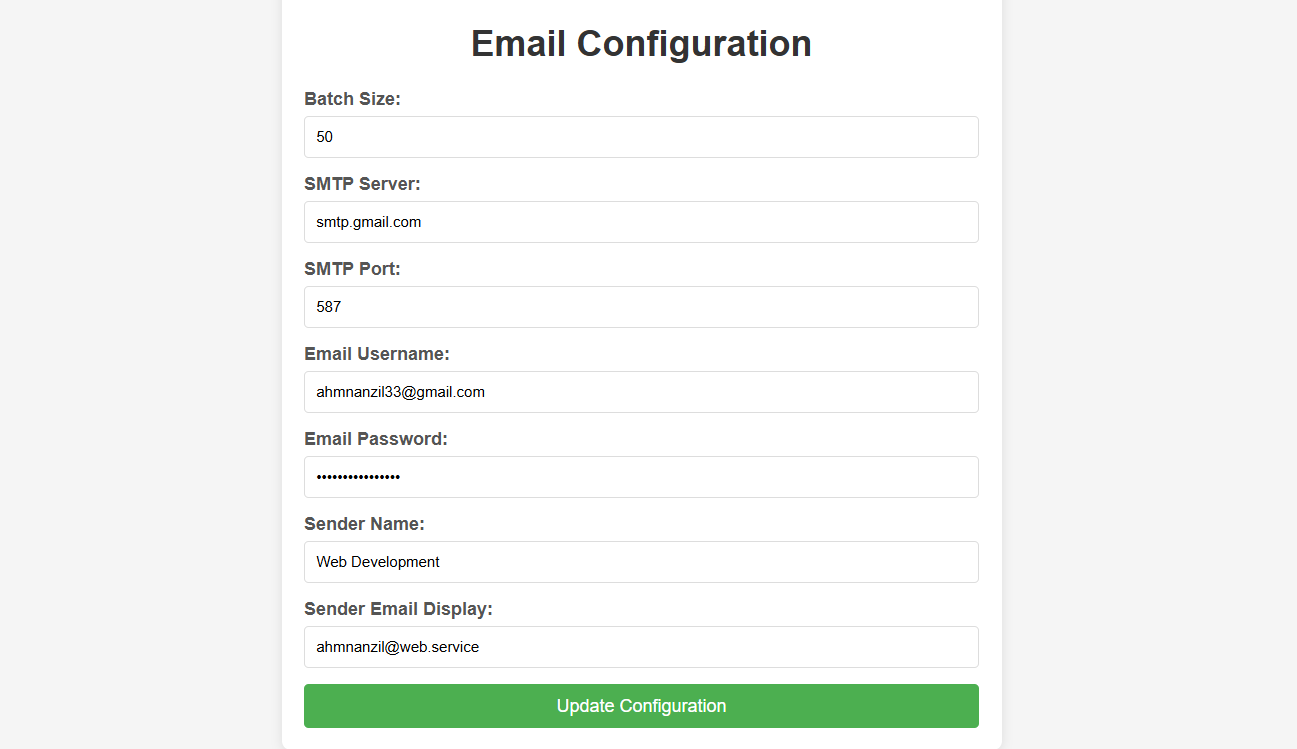 Email Configuration
Batch Size:
50
SMTP Server:
smtp.gmail.com
SMTP Port:
587
Email Username:
ahmnanzil33@gmail.com
Email Password:
••••••••••••••••
Sender Name:
Web Development
Sender Email Display:
ahmnanzil@web.service
Update Configuration